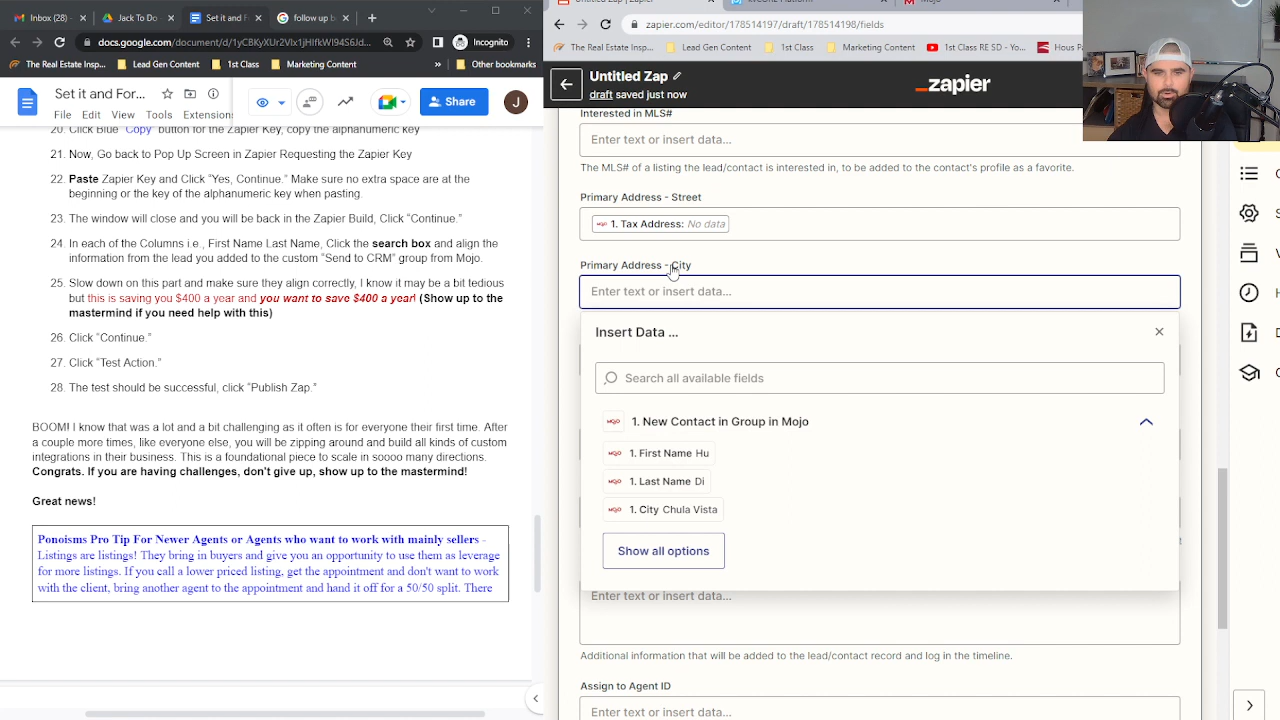 Inbox
Jack To Do
Set it and F
follow up b
docs.google.com/document/d/1yCBKyXUr2Vlx1jHIfkWI94S6Jd...
Incognito
The Real Estate Insp...
Lead Gen Content
1st Class
Marketing Content
»
Other bookmarks
Set it and For...
Share
J
File Edit View Tools Extensions
20. Click Blue "Copy" button for the Zapier Key, copy the alphanumeric key
21. Now, Go back to Pop Up Screen in Zapier Requesting the Zapier Key
22. Paste Zapier Key and Click “Yes, Continue.” Make sure no extra space are at the
beginning or the key of the alphanumeric key when pasting.
23. The window will close and you will be back in the Zapier Build, Click “Continue.”
24. In each of the Columns i.e., First Name Last Name, Click the search box and align the
information from the lead you added to the custom “Send to CRM” group from Mojo.
25. Slow down on this part and make sure they align correctly, I know it may be a bit tedious
but this is saving you $400 a year and you want to save $400 a year! (Show up to the
mastermind if you need help with this)
26. Click “Continue.”
27. Click “Test Action.”
28. The test should be successful, click “Publish Zap.”
BOOM! I know that was a lot and a bit challenging as it often is for everyone their first time. After
a couple more times, like everyone else, you will be zipping around and build all kinds of custom
integrations in their business. This is a foundational piece to scale in soooo many directions.
Congrats. If you are having challenges, don't give up, show up to the mastermind!
Great news!
Ponoisms Pro Tip For Newer Agents or Agents who want to work with mainly sellers -
Listings are listings! They bring in buyers and give you an opportunity to use them as leverage
for more listings. If you call a lower priced listing, get the appointment and don't want to work
with the client, bring another agent to the appointment and hand it off for a 50/50 split. There
Untitled Zap | Zapier
Mojo
zapier.com/editor/178514197/draft/178514198/fields
The Real Estate Insp...
Lead Gen Content
1st Class
Marketing Content
1st Class RE SD - Yo...
Hous
Untitled Zap
draft saved just now
zapier
Interested in MLS#
Enter text or insert data...
The MLS# of a listing the lead/contact is interested in, to be added to the contact's profile as a favorite.
Primary Address - Street
1. Tax Address: No data
Primary Address - City
Enter text or insert data...
Insert Data ...
Search all available fields
1. New Contact in Group in Mojo
1. First Name Hu
1. Last Name Di
1. City Chula Vista
Show all options
Enter text or insert data...
Additional information that will be added to the lead/contact record and log in the timeline.
Assign to Agent ID
Enter text or insert data...